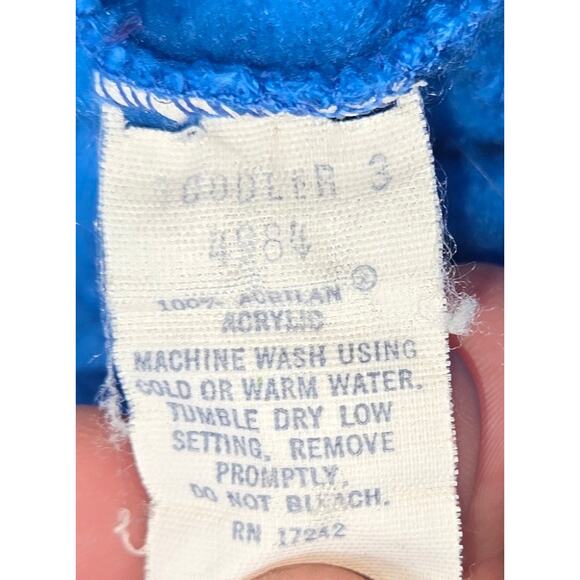 TODDLER 3
4984
100% ACRILAN®
ACRYLIC
MACHINE WASH USING
COLD OR WARM WATER.
TUMBLE DRY LOW
SETTING. REMOVE
PROMPTLY.
DO NOT BLEACH.
RN 17242